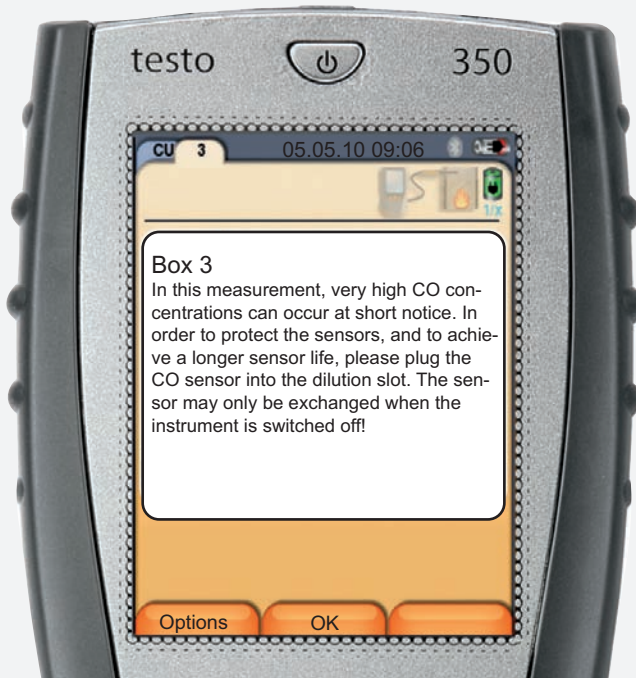 testo 350
CU 3 05.05.10 09:06
1/x
Box 3
In this measurement, very high CO con-
centrations can occur at short notice. In
order to protect the sensors, and to achie-
ve a longer sensor life, please plug the
CO sensor into the dilution slot. The sen-
sor may only be exchanged when the
instrument is switched off!
Options OK